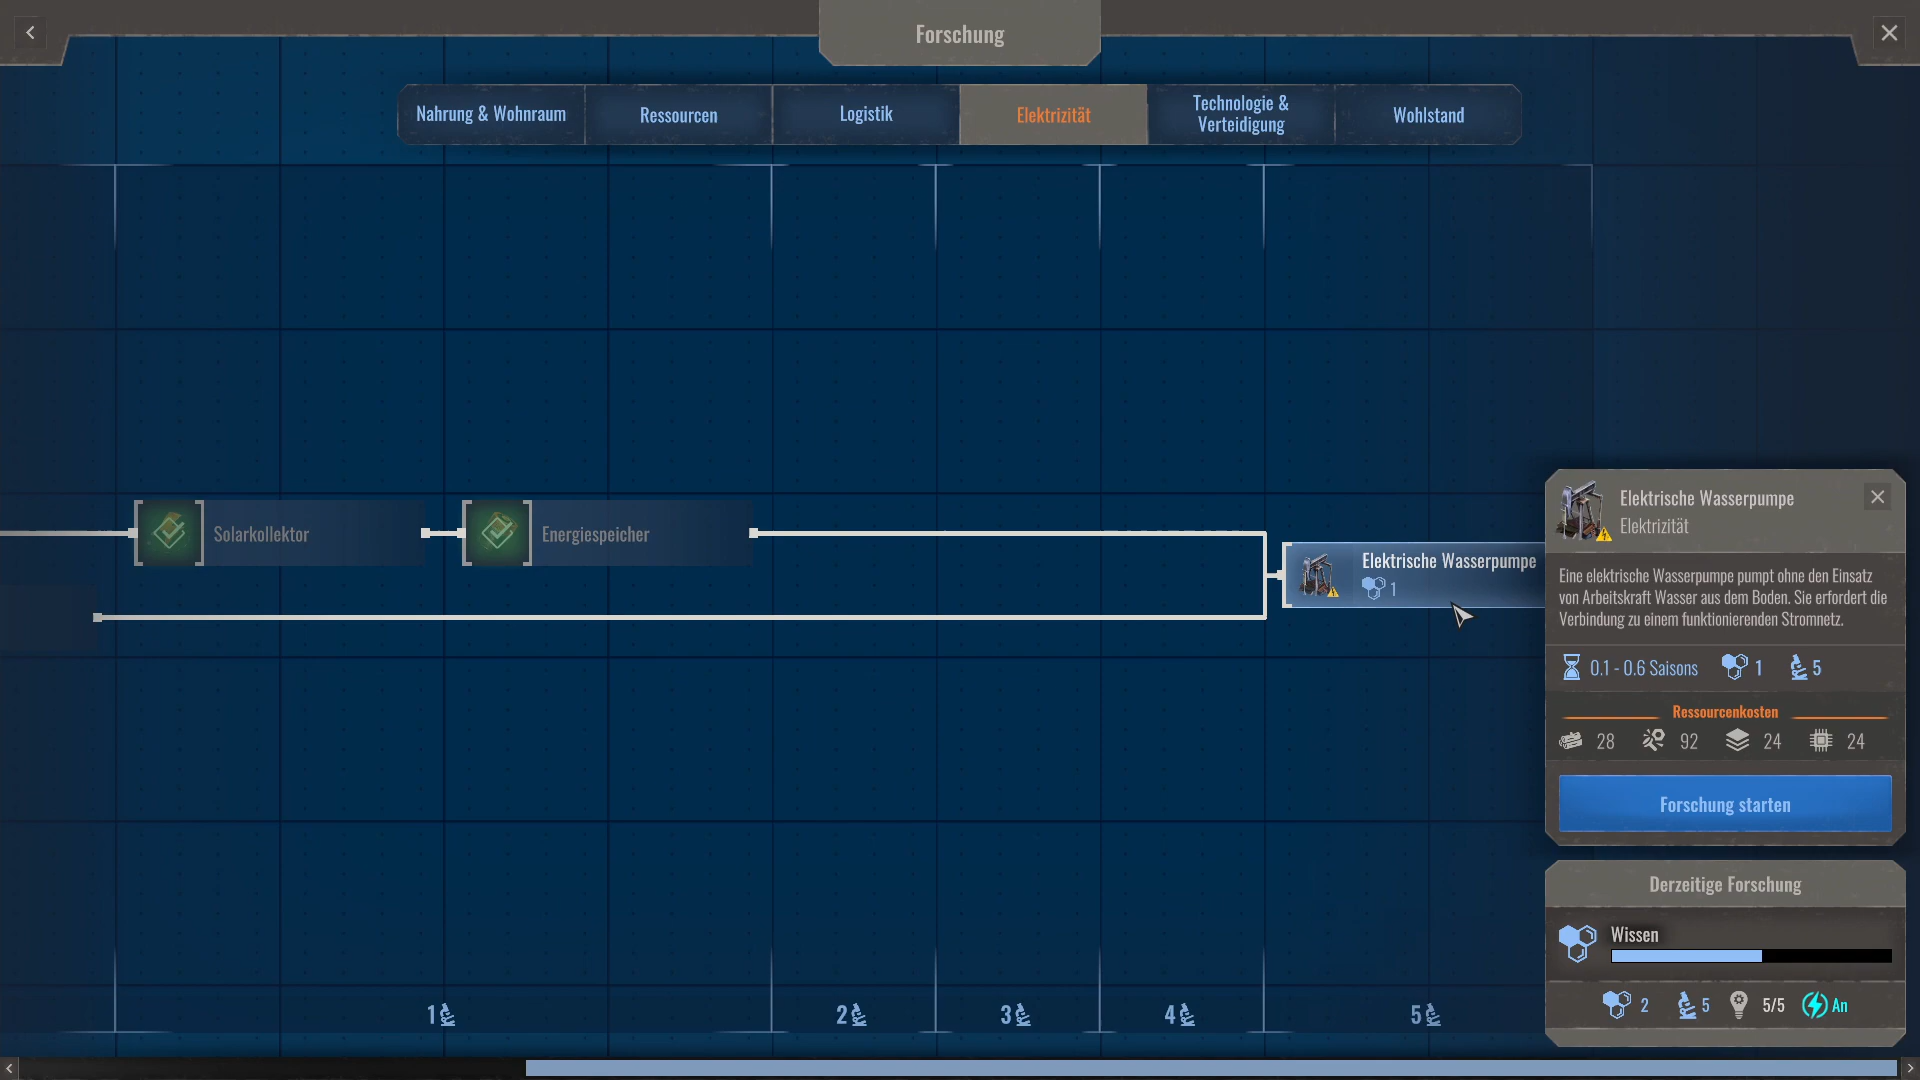 Forschung
Nahrung & Wohnraum
Ressourcen
Logistik
Elektrizität
Technologie &
Verteidigung
Wohlstand
Solarkollektor
Energiespeicher
Elektrische Wasserpumpe
1
Elektrische Wasserpumpe
Elektrizität
Eine elektrische Wasserpumpe pumpt ohne den Einsatz
von Arbeitskraft Wasser aus dem Boden. Sie erfordert die
Verbindung zu einem funktionierenden Stromnetz.
0.1 - 0.6 Saisons 1 5
Ressourcenkosten
28 92 24 24
Forschung starten
Derzeitige Forschung
Wissen
2 5 5/5 An
1 2 3 4 5